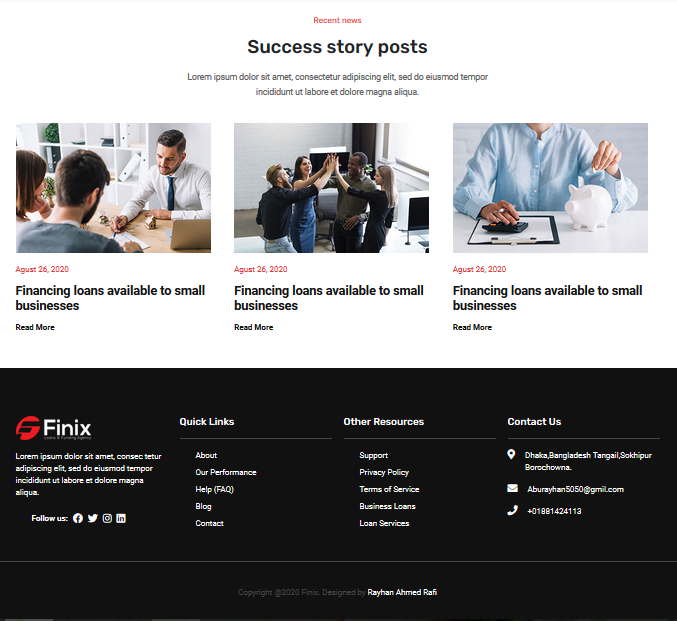 Recent news
Success story posts
Lorem ipsum dolor sit amet, consectetur adipiscing elit, sed do eiusmod tempor
incididunt ut labore et dolore magna aliqua.
Agust 26, 2020
Financing loans available to small
businesses
Read More
Agust 26, 2020
Financing loans available to small
businesses
Read More
Agust 26, 2020
Financing loans available to small
businesses
Read More
Finix
Loans & Funding Agency
Lorem ipsum dolor sit amet, consec tetur
adipiscing elit, sed do eiusmod tempor
incididunt ut labore et dolore magna
aliqua.
Follow us:
Quick Links
About
Our Performance
Help (FAQ)
Blog
Contact
Other Resources
Support
Privacy Policy
Terms of Service
Business Loans
Loan Services
Contact Us
Dhaka,Bangladesh Tangail,Sokhipur
Borochowna.
Aburayhan5050@gmil.com
+01881424113
Copyright @2020 Finix. Designed by Rayhan Ahmed Rafi